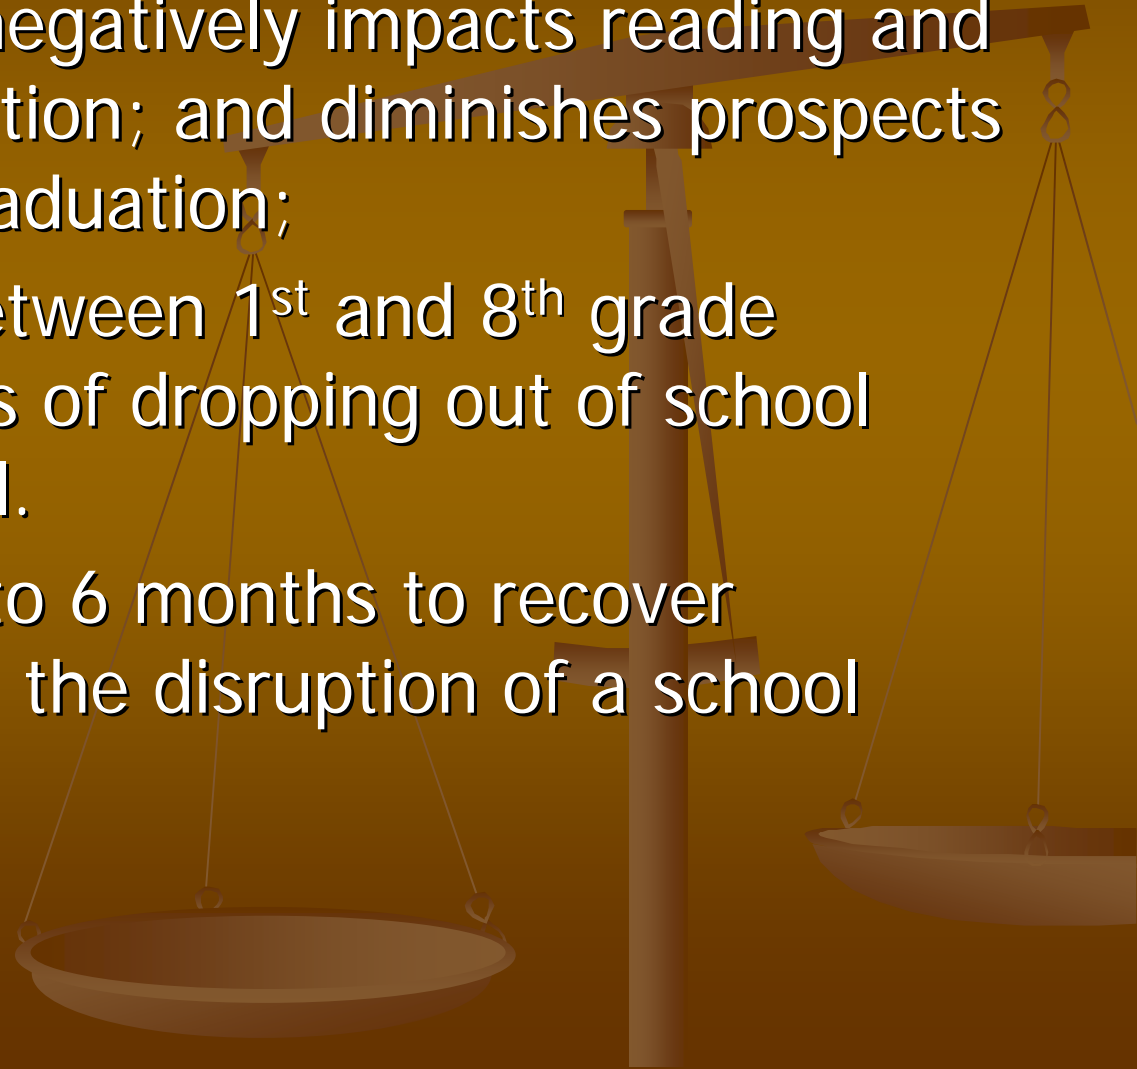 negatively impacts reading and
tion; and diminishes prospects
aduation;
etween 1st and 8th grade
s of dropping out of school
l.
to 6 months to recover
the disruption of a school